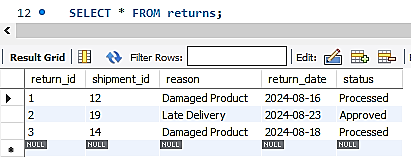 12 SELECT * FROM returns;
Result Grid Filter Rows: Edit:
return_id shipment_id reason return_date status
1 12 Damaged Product 2024-08-16 Processed
2 19 Late Delivery 2024-08-23 Approved
3 14 Damaged Product 2024-08-18 Processed
NULL NULL NULL NULL NULL